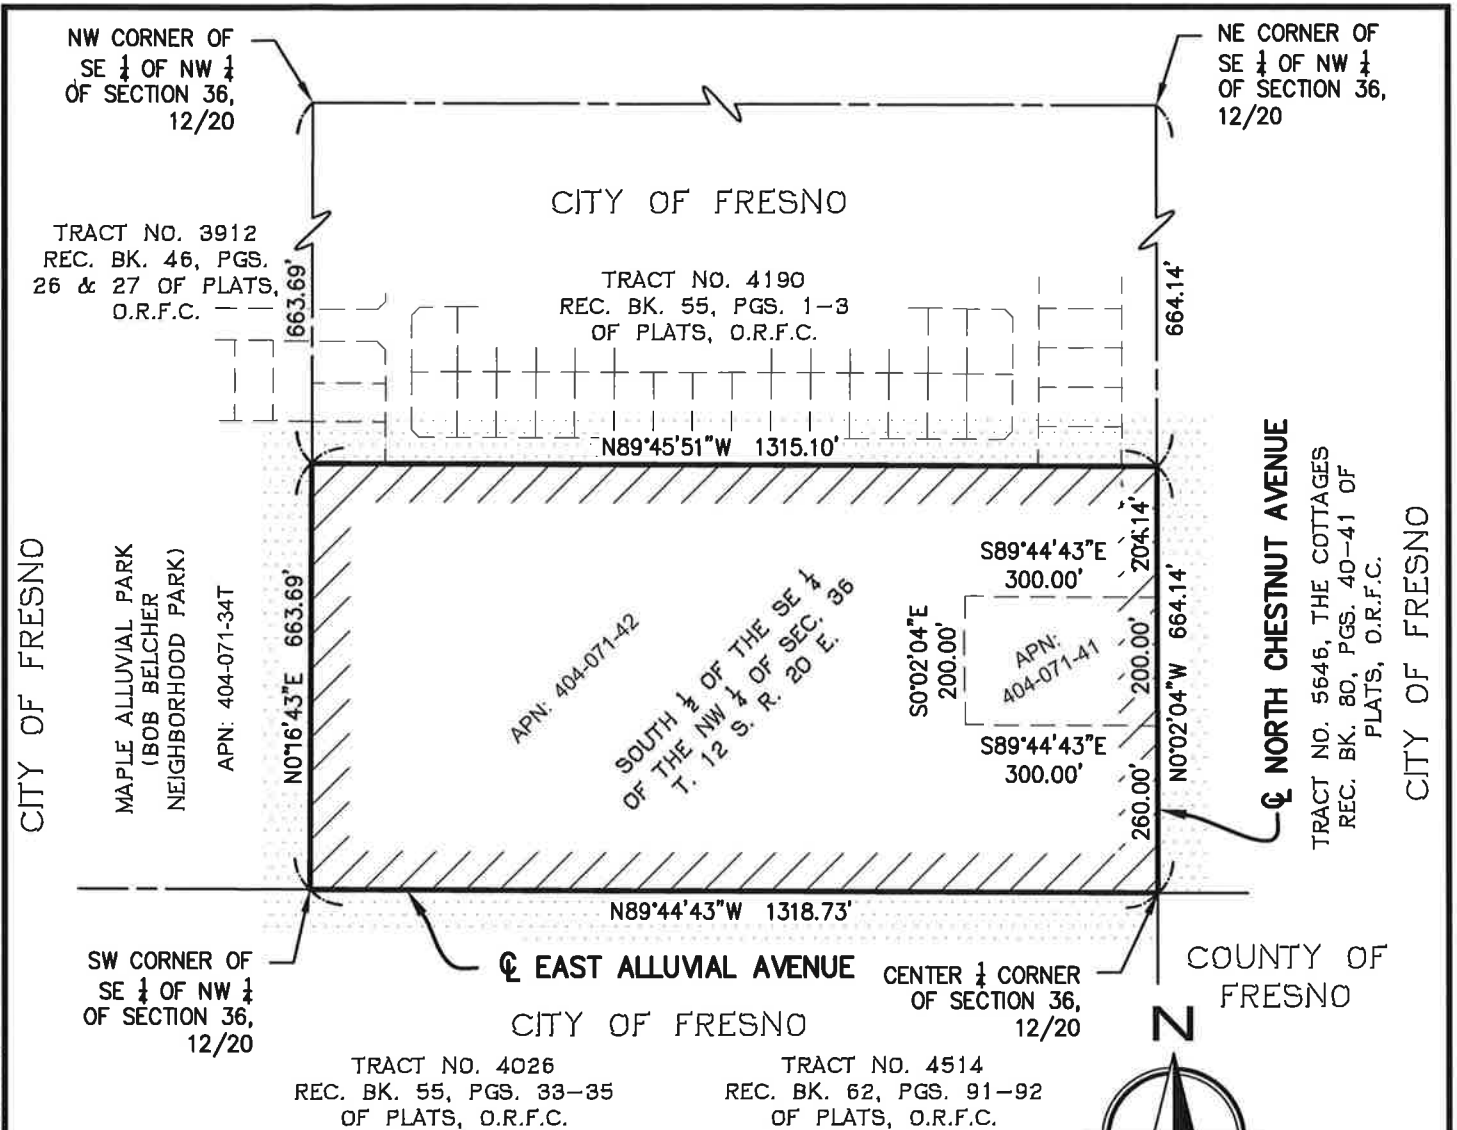 NW CORNER OF
SE 1/4 OF NW 1/4
OF SECTION 36,
12/20
NE CORNER OF
SE 1/4 OF NW 1/4
OF SECTION 36,
12/20
CITY OF FRESNO
TRACT NO. 3912
REC. BK. 46, PGS.
26 & 27 OF PLATS,
O.R.F.C.
663.69'
TRACT NO. 4190
REC. BK. 55, PGS. 1-3
OF PLATS, O.R.F.C.
664.14'
N89°45'51"W 1315.10'
CITY OF FRESNO
MAPLE ALLUVIAL PARK
(BOB BELCHER
NEIGHBORHOOD PARK)
APN: 404-071-34T
N0°16'43"E 663.69'
APN: 404-071-42
SOUTH 1/2 OF THE SE 1/4
OF THE NW 1/4 OF SEC. 36
T. 12 S. R. 20 E.
S89°44'43"E
300.00'
S0°02'04"E
200.00'
APN:
404-071-41
S89°44'43"E
300.00'
204.14'
200.00'
260.00'
N0°02'04"W 664.14'
℄ NORTH CHESTNUT AVENUE
TRACT NO. 5646, THE COTTAGES
REC. BK. 80, PGS. 40-41 OF
PLATS, O.R.F.C.
CITY OF FRESNO
N89°44'43"W 1318.73'
SW CORNER OF
SE 1/4 OF NW 1/4
OF SECTION 36,
12/20
℄ EAST ALLUVIAL AVENUE
CENTER 1/4 CORNER
OF SECTION 36,
12/20
COUNTY OF
FRESNO
CITY OF FRESNO
N
TRACT NO. 4026
REC. BK. 55, PGS. 33-35
OF PLATS, O.R.F.C.
TRACT NO. 4514
REC. BK. 62, PGS. 91-92
OF PLATS, O.R.F.C.